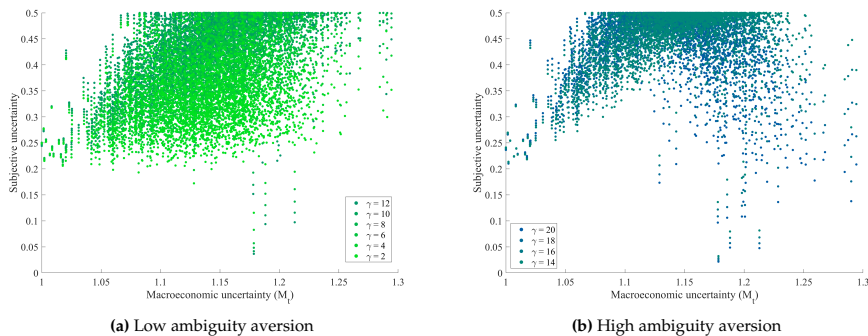 0.5
0.45
0.4
0.35
0.3
0.25
0.2
0.15
0.1
0.05
0
Subjective uncertainty
γ = 12
γ = 10
γ = 8
γ = 6
γ = 4
γ = 2
1 1.05 1.1 1.15 1.2 1.25 1.3
Macroeconomic uncertainty (M_t)
(a) Low ambiguity aversion
0.5
0.45
0.4
0.35
0.3
0.25
0.2
0.15
0.1
0.05
0
Subjective uncertainty
γ = 20
γ = 18
γ = 16
γ = 14
1 1.05 1.1 1.15 1.2 1.25 1.3
Macroeconomic uncertainty (M_t)
(b) High ambiguity aversion